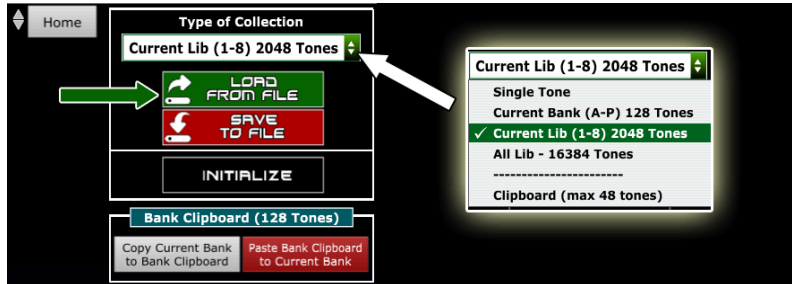 Home
Type of Collection
Current Lib (1-8) 2048 Tones
LOAD
FROM FILE
SAVE
TO FILE
INITIALIZE
Bank Clipboard (128 Tones)
Copy Current Bank
to Bank Clipboard
Paste Bank Clipboard
to Current Bank
Current Lib (1-8) 2048 Tones
Single Tone
Current Bank (A-P) 128 Tones
✓ Current Lib (1-8) 2048 Tones
All Lib - 16384 Tones
-----------------------
Clipboard (max 48 tones)